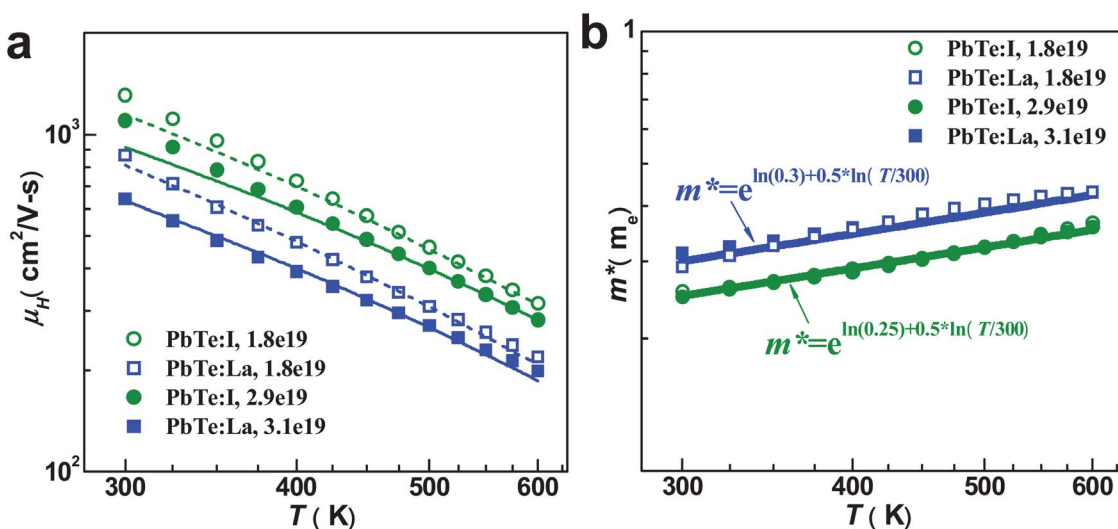 a
μH( cm²/V-s)
10³
10²
PbTe:I, 1.8e19
PbTe:La, 1.8e19
PbTe:I, 2.9e19
PbTe:La, 3.1e19
300
400
500
600
T ( K)
b
m*( mₑ)
1
PbTe:I, 1.8e19
PbTe:La, 1.8e19
PbTe:I, 2.9e19
PbTe:La, 3.1e19
m*=e^ln(0.3)+0.5*ln( T/300)
m*=e^ln(0.25)+0.5*ln( T/300)
300
400
500
600
T ( K)